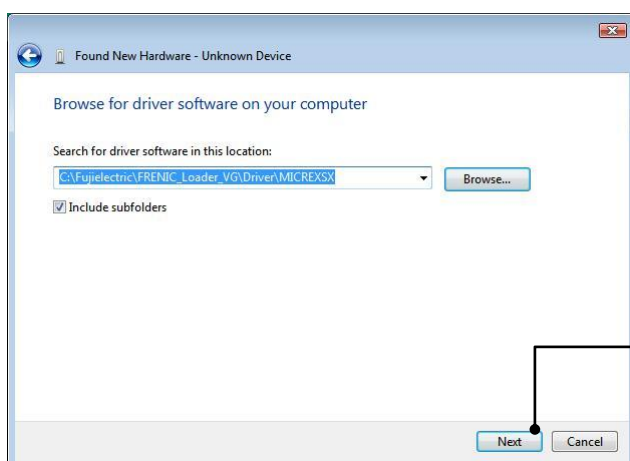 Found New Hardware - Unknown Device
Browse for driver software on your computer
Search for driver software in this location:
C:\Fujielectric\FRENIC_Loader_VG\Driver\MICREXSX
Browse...
Include subfolders
Next
Cancel